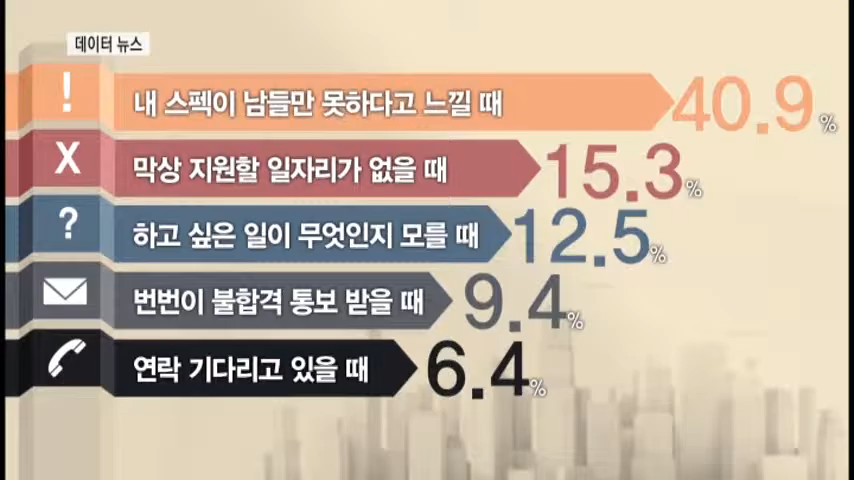 데이터 뉴스
! 내 스펙이 남들만 못하다고 느낄 때 40.9%
X 막상 지원할 일자리가 없을 때 15.3%
? 하고 싶은 일이 무엇인지 모를 때 12.5%
번번이 불합격 통보 받을 때 9.4%
연락 기다리고 있을 때 6.4%